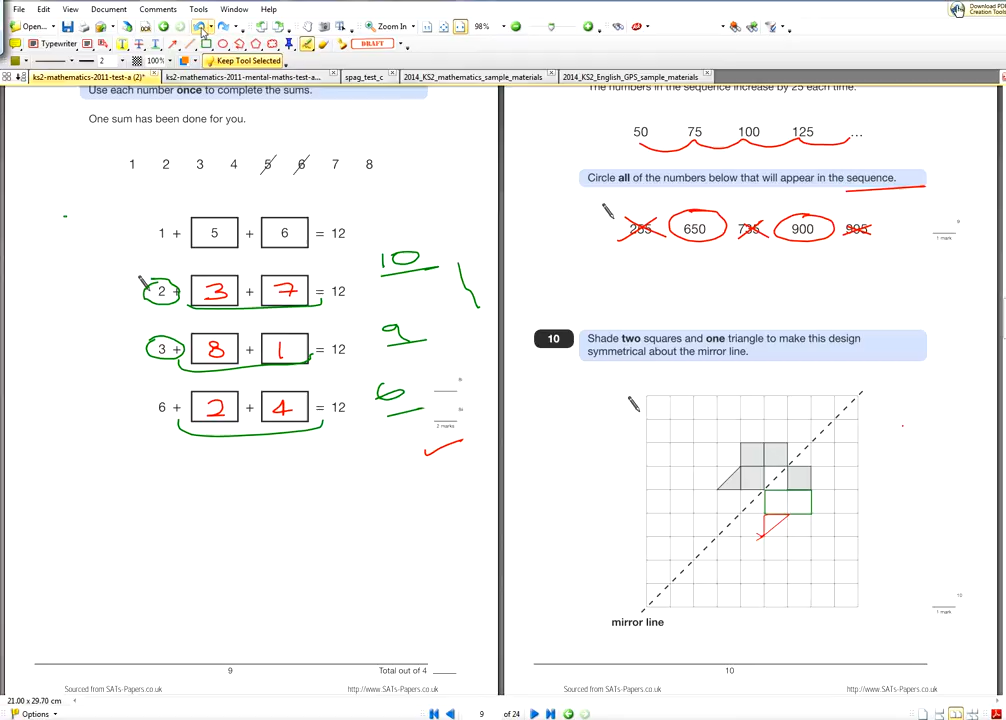 File Edit View Document Comments Tools Window Help
Download PDF
Creation Tools
Open... OCR Zoom In 98%
Typewriter DRAFT
2 100% Keep Tool Selected
ks2-mathematics-2011-test-a (2)* ks2-mathematics-2011-mental-maths-test-a... spag_test_c 2014_KS2_mathematics_sample_materials 2014_KS2_English_GPS_sample_materials
Use each number once to complete the sums.
One sum has been done for you.
1 2 3 4 5 6 7 8
1 + 5 + 6 = 12
2 + 3 + 7 = 12
10
3 + 8 + 1 = 12
9
6 + 2 + 4 = 12
6
2 marks
9
Total out of 4
Sourced from SATs-Papers.co.uk http://www.SATs-Papers.co.uk
The numbers in the sequence increase by 25 each time.
50 75 100 125 ...
Circle all of the numbers below that will appear in the sequence.
650 900
9
1 mark
10
Shade two squares and one triangle to make this design
symmetrical about the mirror line.
mirror line
10
1 mark
10
Sourced from SATs-Papers.co.uk http://www.SATs-Papers.co.uk
21.00 x 29.70 cm
Options 9 of 24